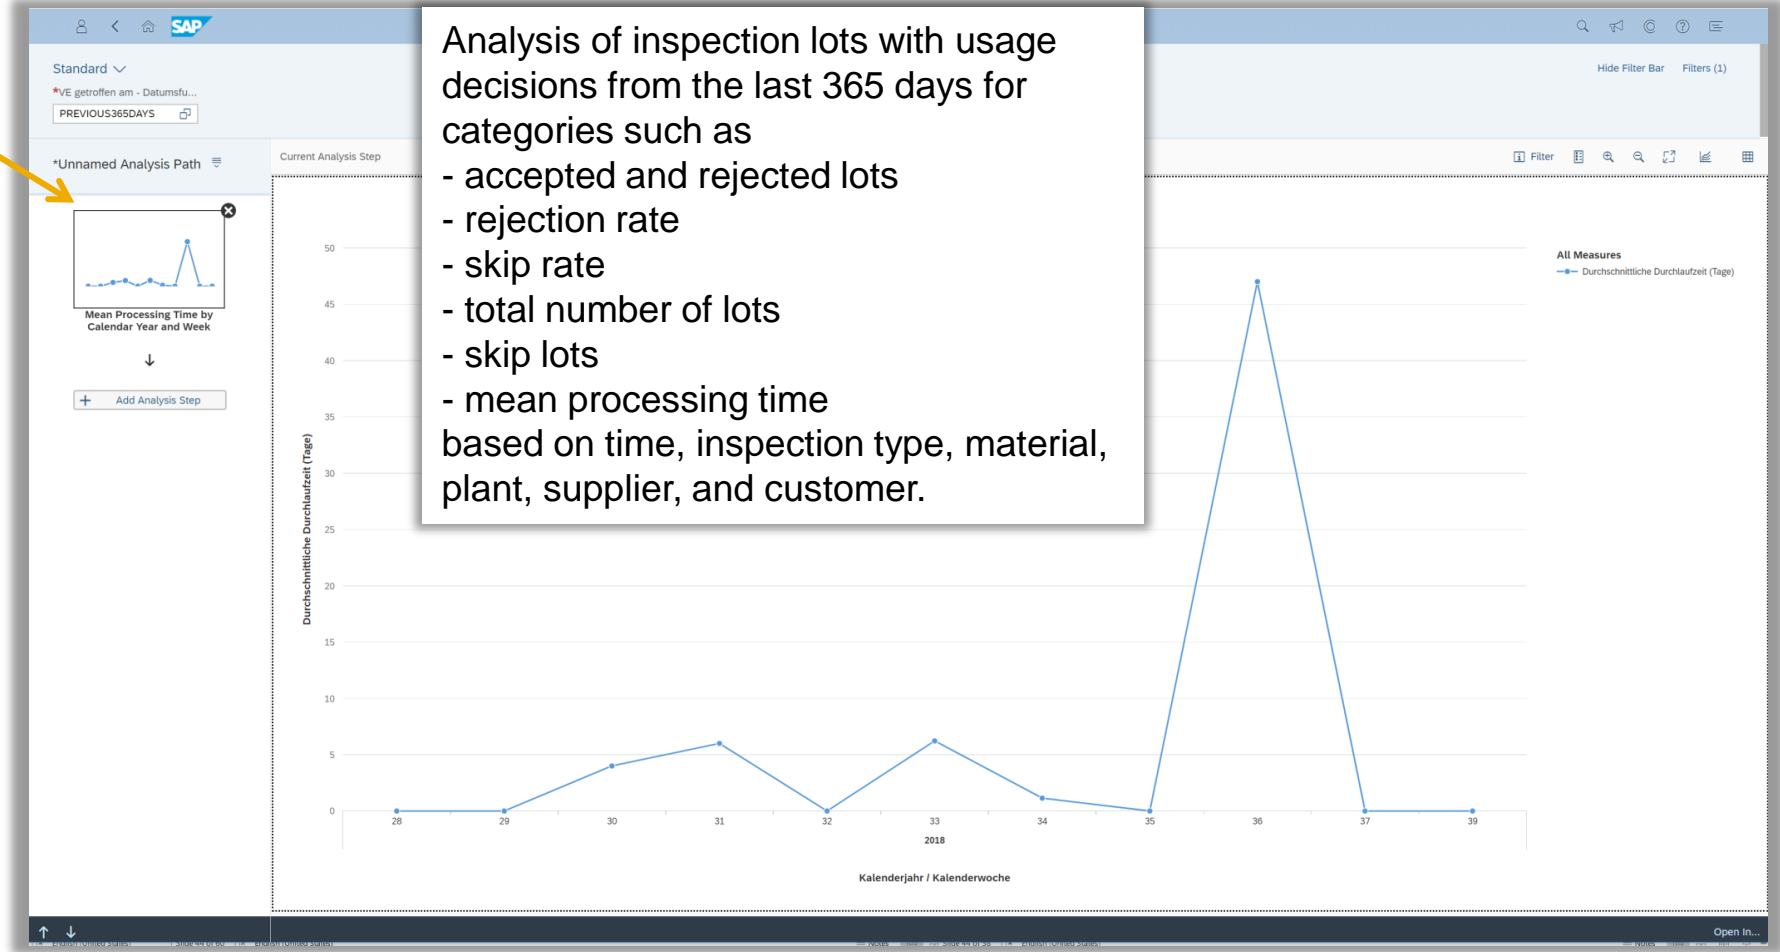 SAP
Standard
*VE getroffen am - Datumsfu...
PREVIOUS365DAYS
Hide Filter Bar
Filters (1)
*Unnamed Analysis Path
Current Analysis Step
Filter
Mean Processing Time by
Calendar Year and Week
Add Analysis Step
Analysis of inspection lots with usage
decisions from the last 365 days for
categories such as
- accepted and rejected lots
- rejection rate
- skip rate
- total number of lots
- skip lots
- mean processing time
based on time, inspection type, material,
plant, supplier, and customer.
All Measures
Durchschnittliche Durchlaufzeit (Tage)
Durchschnittliche Durchlaufzeit (Tage)
50
45
40
35
30
25
20
15
10
5
0
28 29 30 31 32 33 34 35 36 37 39
2018
Kalenderjahr / Kalenderwoche
Open In...